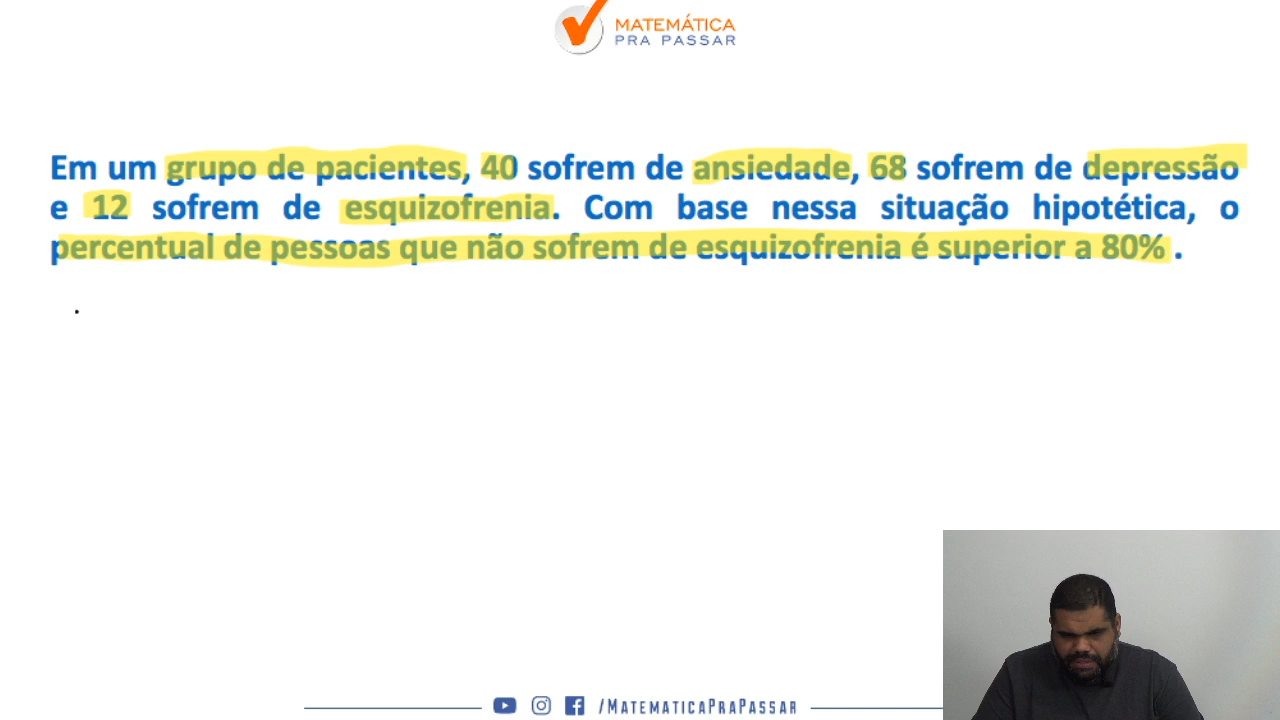 MATEMÁTICA
PRA PASSAR
Em um grupo de pacientes, 40 sofrem de ansiedade, 68 sofrem de depressão
e 12 sofrem de esquizofrenia. Com base nessa situação hipotética, o
percentual de pessoas que não sofrem de esquizofrenia é superior a 80% .
/MATEMATICAPRAPASSAR